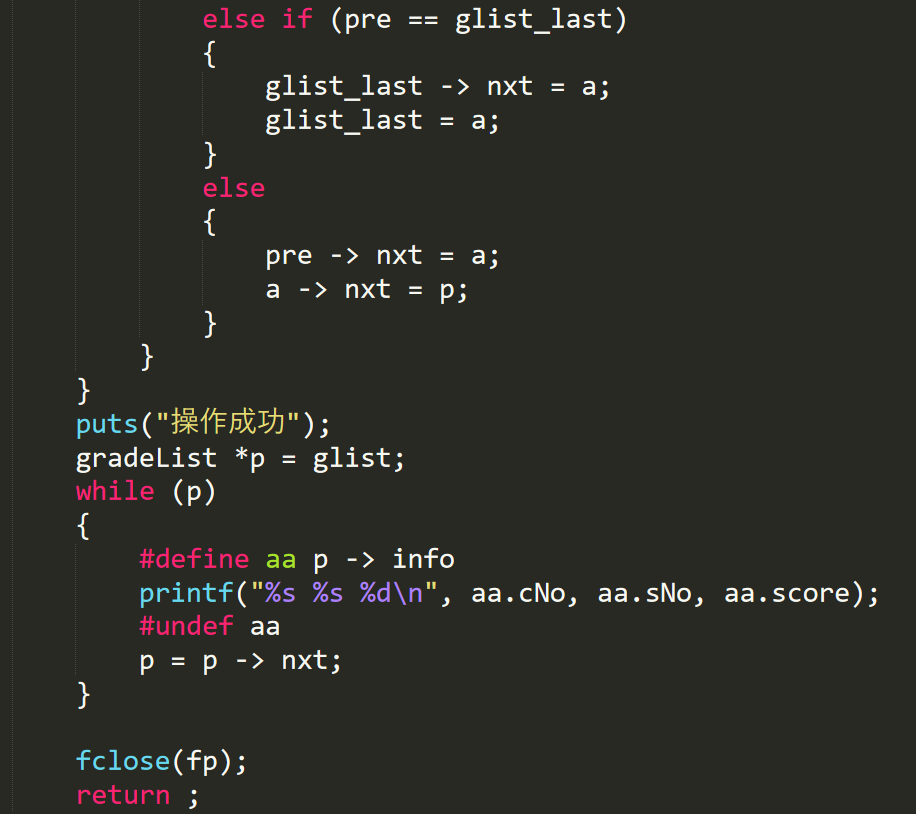 else if (pre == glist_last)
{
glist_last -> nxt = a;
glist_last = a;
}
else
{
pre -> nxt = a;
a -> nxt = p;
}
}
}
puts("操作成功");
gradeList *p = glist;
while (p)
{
#define aa p -> info
printf("%s %s %d\n", aa.cNo, aa.sNo, aa.score);
#undef aa
p = p -> nxt;
}
fclose(fp);
return ;